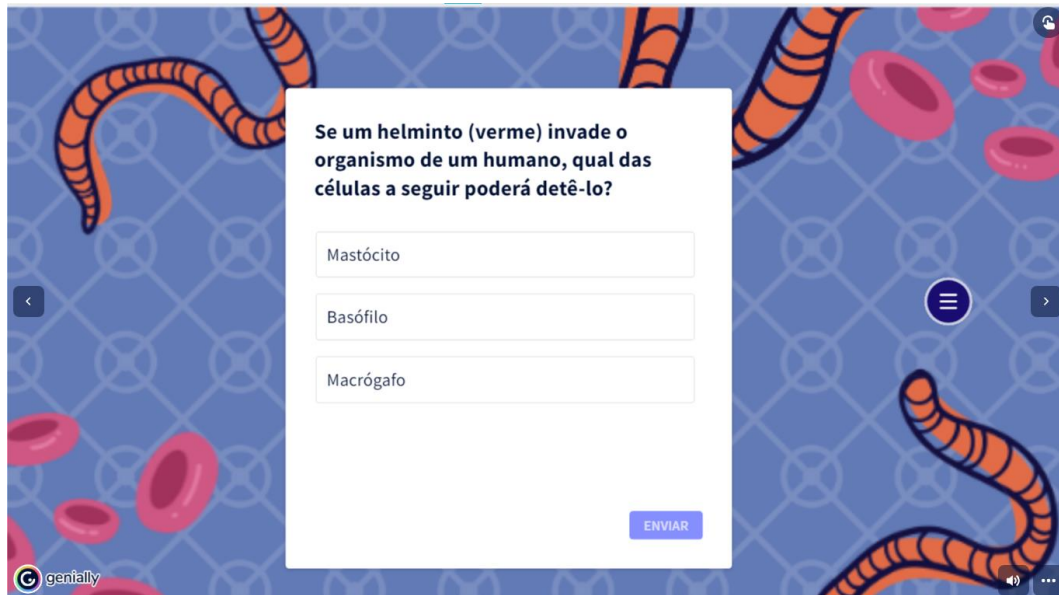 Se um helminto (verme) invade o
organismo de um humano, qual das
células a seguir poderá detê-lo?
Mastócito
Basófilo
Macrógafo
ENVIAR
genially